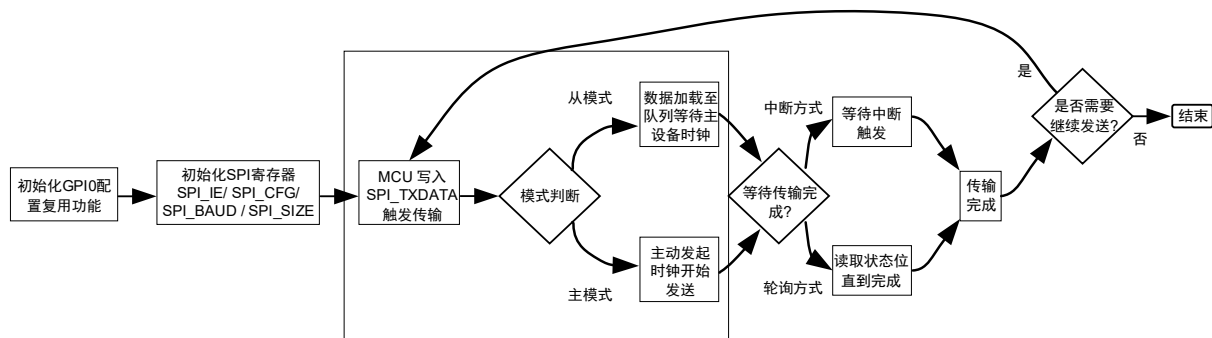 初始化GPIO配
置复用功能
初始化SPI寄存器
SPI_IE/ SPI_CFG/
SPI_BAUD / SPI_SIZE
MCU 写入
SPI_TXDATA
触发传输
模式判断
从模式
数据加载至
队列等待主
设备时钟
主模式
主动发起
时钟开始
发送
等待传输完
成?
中断方式
等待中断
触发
轮询方式
读取状态位
直到完成
传输
完成
是否需要
继续发送?
是
否
结束